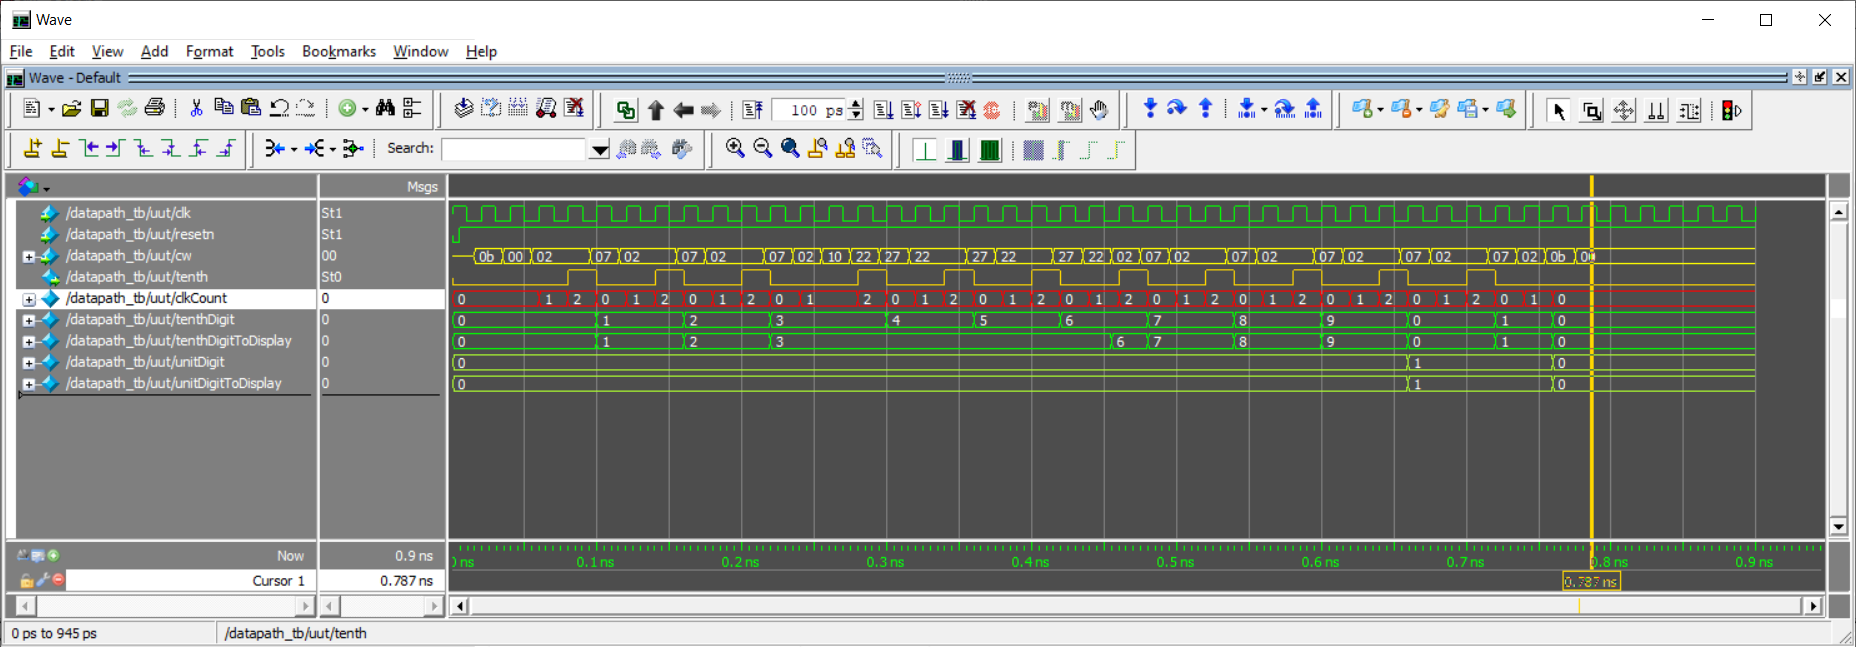 Wave
File Edit View Add Format Tools Bookmarks Window Help
Wave - Default
100 ps
Search:
Msgs
/datapath_tb/uut/clk St1
/datapath_tb/uut/resetn St1
/datapath_tb/uut/cw 00 0b 00 02 07 02 07 02 07 02 10 22 27 22 27 22 27 22 02 07 02 07 02 07 02 07 02 07 02 0b
/datapath_tb/uut/tenth St0
/datapath_tb/uut/clkCount 0 0 1 2 0 1 2 0 1 2 0 1 2 0 1 2 0 1 2 0 1 2 0 1 2 0 1 2 0 1 2 0 1 2 0 1 0
/datapath_tb/uut/tenthDigit 0 0 1 2 3 4 5 6 7 8 9 0 1 0
/datapath_tb/uut/tenthDigitToDisplay 0 0 1 2 3 6 7 8 9 0 1 0
/datapath_tb/uut/unitDigit 0 0 1 0
/datapath_tb/uut/unitDigitToDisplay 0 0 1 0
Now 0.9 ns 0.1 ns 0.2 ns 0.3 ns 0.4 ns 0.5 ns 0.6 ns 0.7 ns 0.8 ns 0.9 ns
Cursor 1 0.787 ns 0.787 ns
0 ps to 945 ps /datapath_tb/uut/tenth